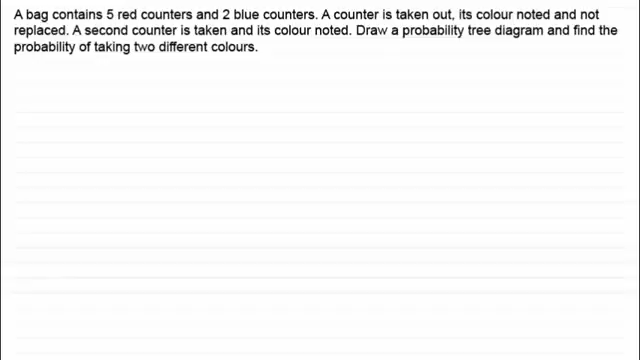 A bag contains 5 red counters and 2 blue counters. A counter is taken out, its colour noted and not
replaced. A second counter is taken and its colour noted. Draw a probability tree diagram and find the
probability of taking two different colours.